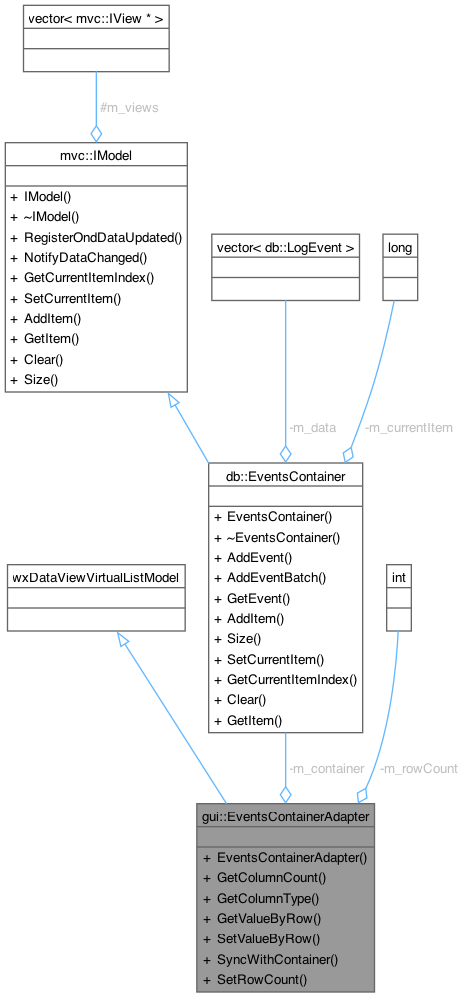 vector< mvc::IView * >
#m_views
mvc::IModel
+ IModel()
+ ~IModel()
+ RegisterOndDataUpdated()
+ NotifyDataChanged()
+ GetCurrentItemIndex()
+ SetCurrentItem()
+ AddItem()
+ GetItem()
+ Clear()
+ Size()
vector< db::LogEvent >
long
-m_data
-m_currentItem
db::EventsContainer
+ EventsContainer()
+ ~EventsContainer()
+ AddEvent()
+ AddEventBatch()
+ GetEvent()
+ AddItem()
+ Size()
+ SetCurrentItem()
+ GetCurrentItemIndex()
+ Clear()
+ GetItem()
wxDataViewVirtualListModel
int
-m_container
-m_rowCount
gui::EventsContainerAdapter
+ EventsContainerAdapter()
+ GetColumnCount()
+ GetColumnType()
+ GetValueByRow()
+ SetValueByRow()
+ SyncWithContainer()
+ SetRowCount()